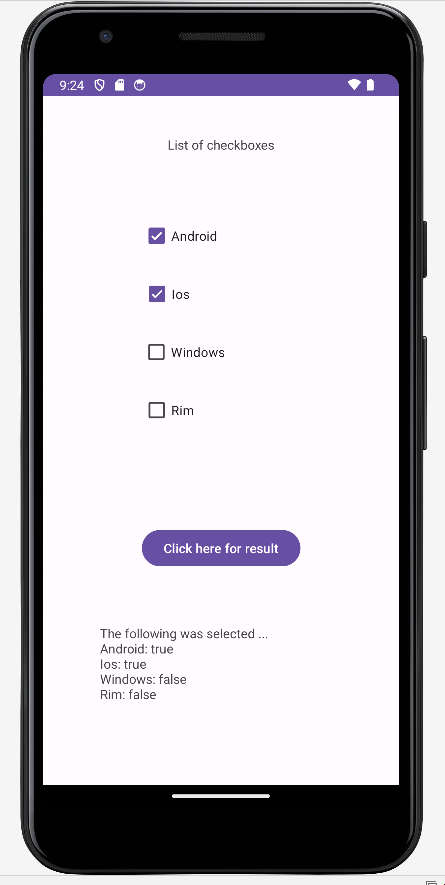 9:24
List of checkboxes
Android
Ios
Windows
Rim
Click here for result
The following was selected ...
Android: true
Ios: true
Windows: false
Rim: false